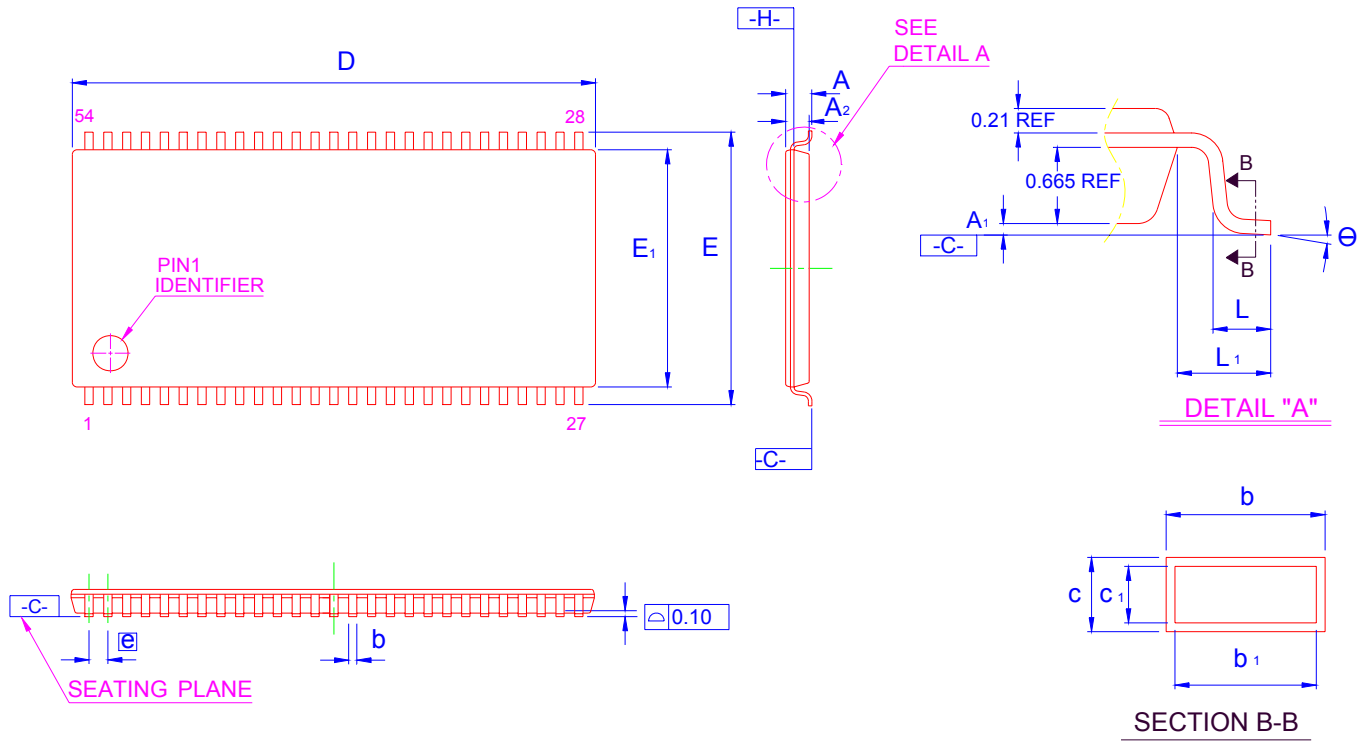 -H-
SEE
DETAIL A
D
A
A2
54
28
0.21 REF
0.665 REF
B
B
A1
-C-
Θ
E1
E
PIN1
IDENTIFIER
L
L1
1
27
DETAIL "A"
-C-
b
c
c1
b1
-C-
e
b
⌓ 0.10
SEATING PLANE
SECTION B-B